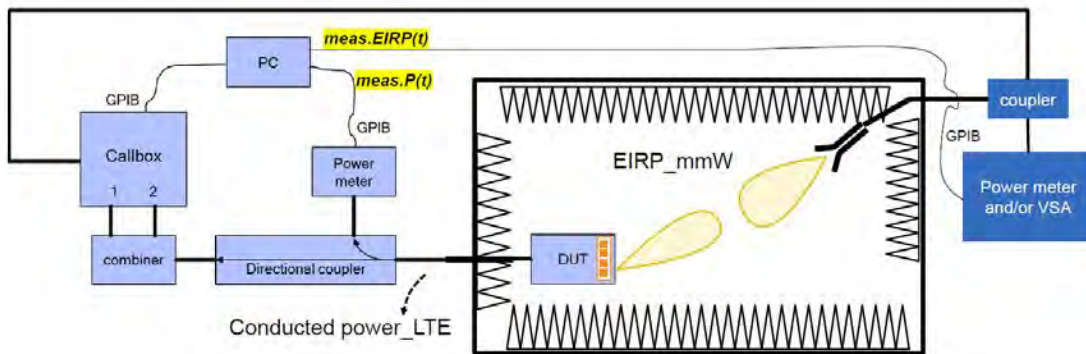 meas.EIRP(t)
PC
meas.P(t)
GPIB
GPIB
coupler
GPIB
Callbox
1 2
Power
meter
EIRP_mmW
Power meter
and/or VSA
combiner
Directional coupler
DUT
Conducted power_LTE